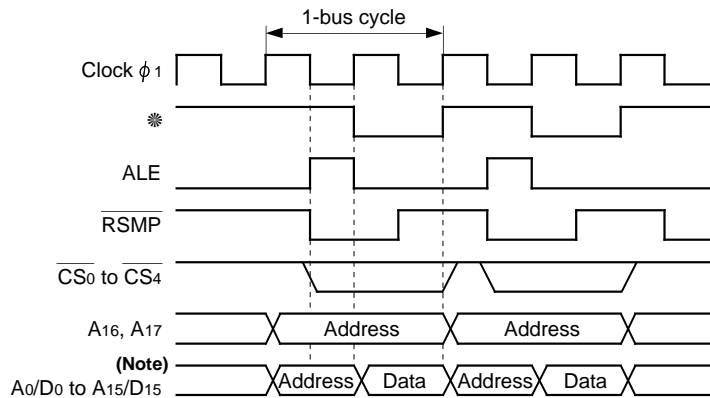 1-bus cycle
Clock ϕ1
✺
ALE
RSMP
CS0 to CS4
A16, A17
Address
Address
(Note)
A0/D0 to A15/D15
Address
Data
Address
Data